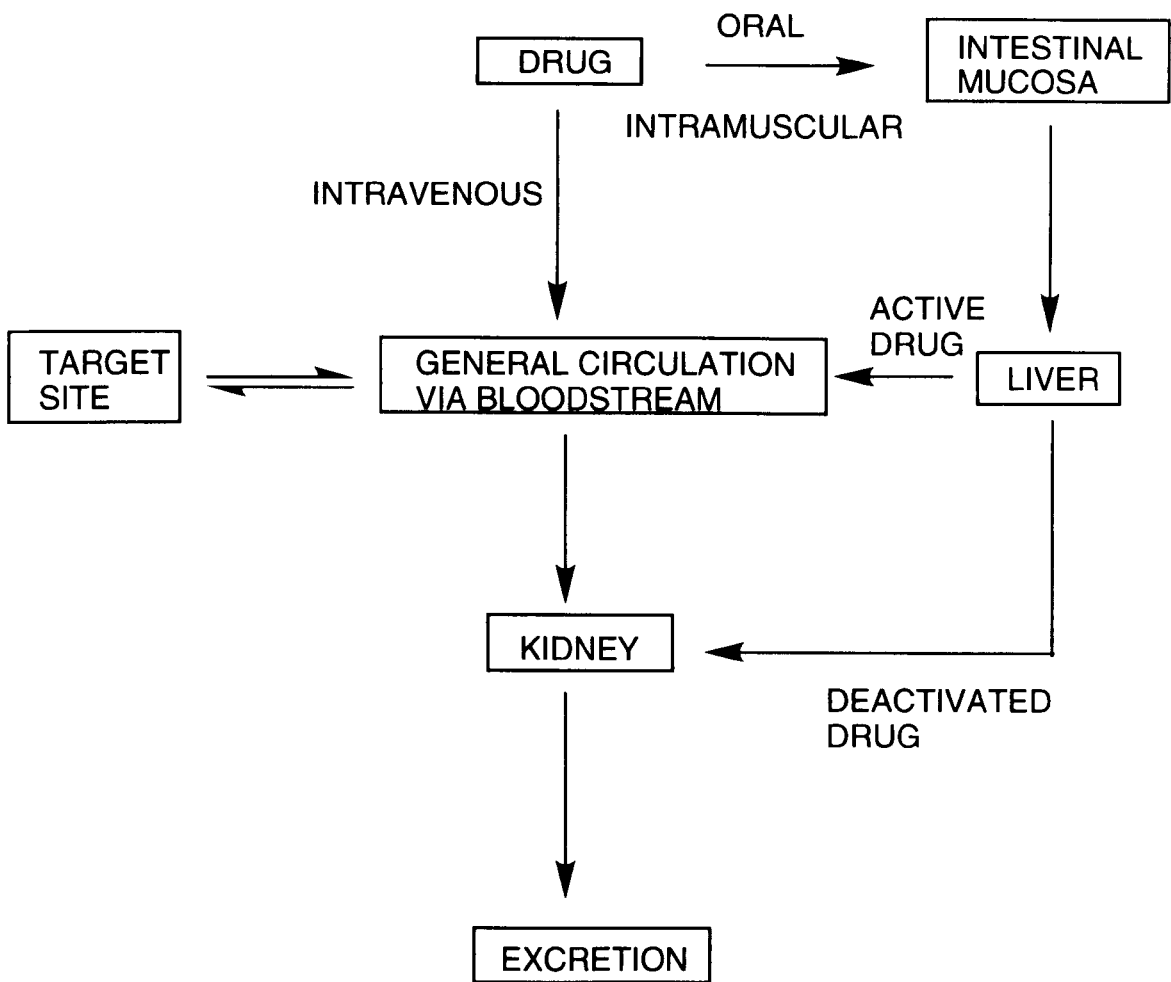 ORAL
DRUG
INTESTINAL
MUCOSA
INTRAMUSCULAR
INTRAVENOUS
ACTIVE
DRUG
TARGET
SITE
GENERAL CIRCULATION
VIA BLOODSTREAM
LIVER
KIDNEY
DEACTIVATED
DRUG
EXCRETION